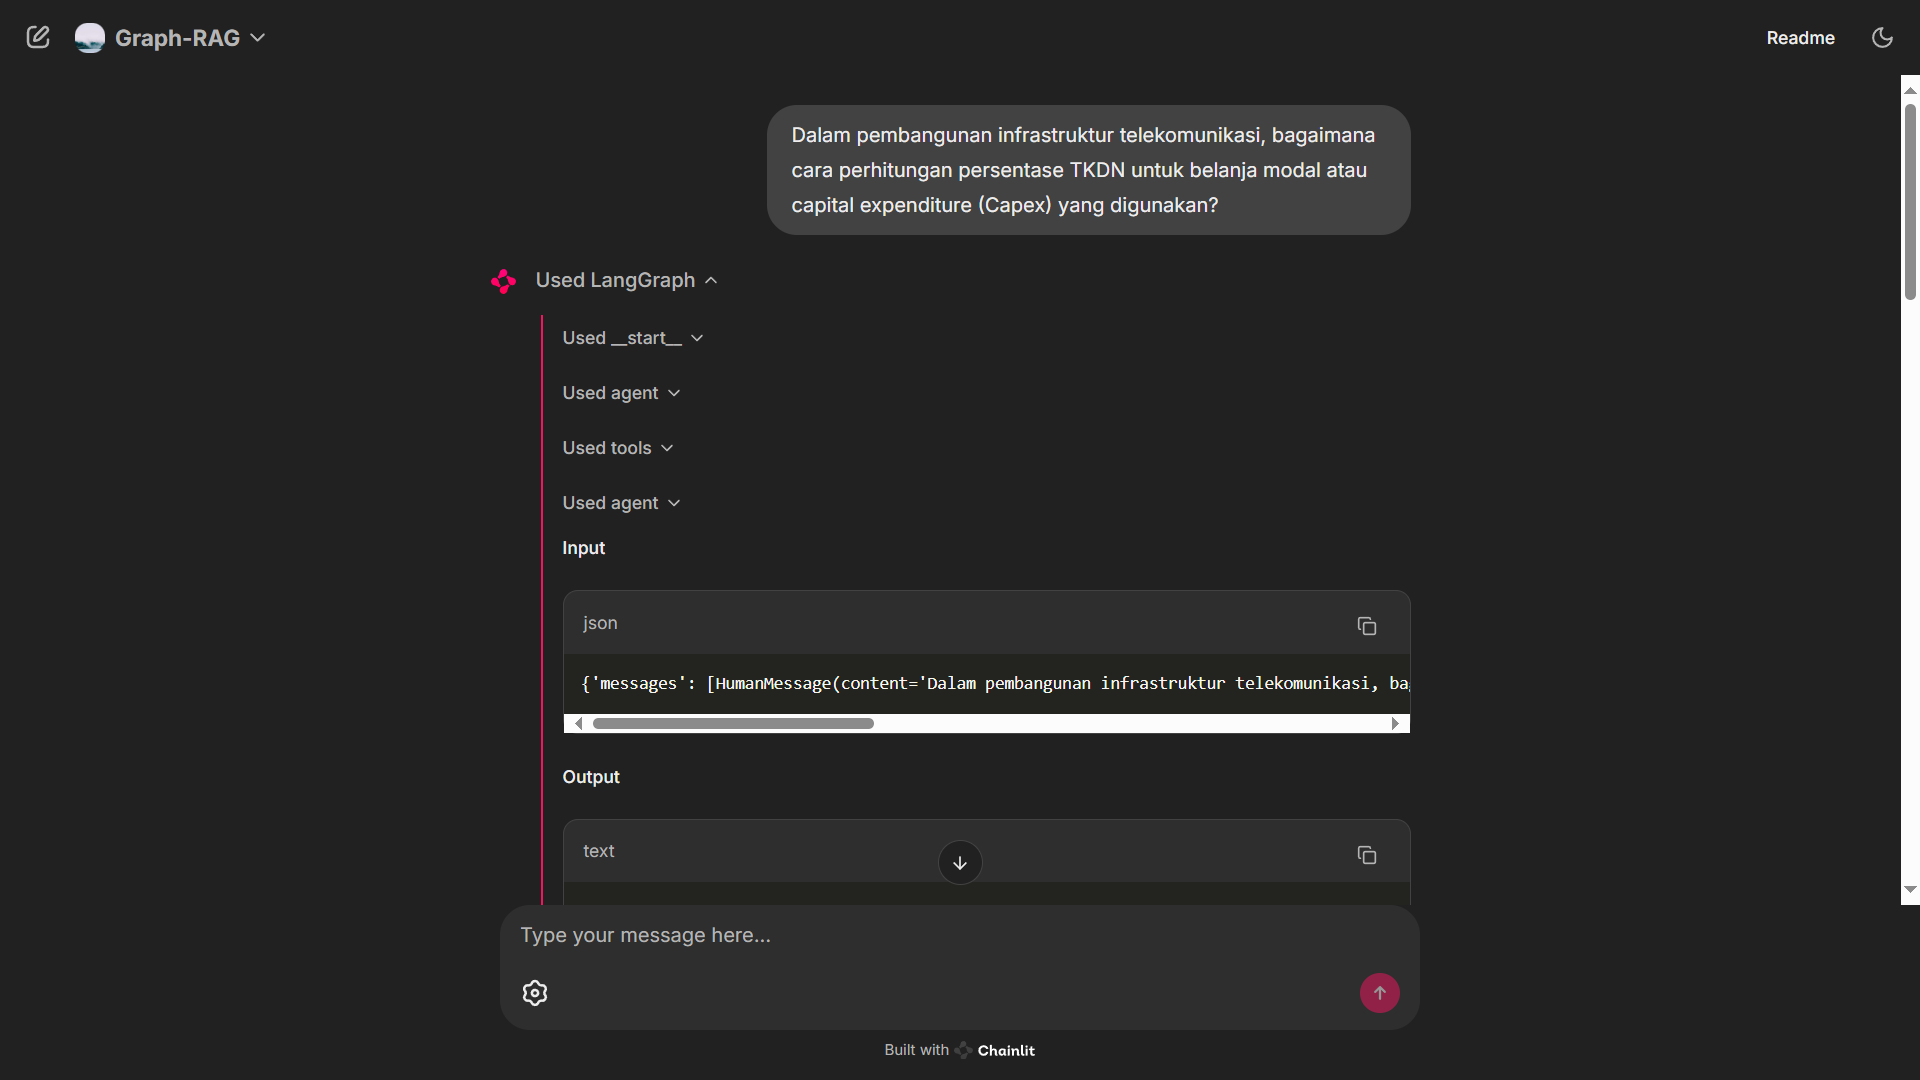 Graph-RAG
Readme
Dalam pembangunan infrastruktur telekomunikasi, bagaimana
cara perhitungan persentase TKDN untuk belanja modal atau
capital expenditure (Capex) yang digunakan?
Used LangGraph
Used __start__
Used agent
Used tools
Used agent
Input
json
{'messages': [HumanMessage(content='Dalam pembangunan infrastruktur telekomunikasi, ba
Output
text
Type your message here...
Built with Chainlit